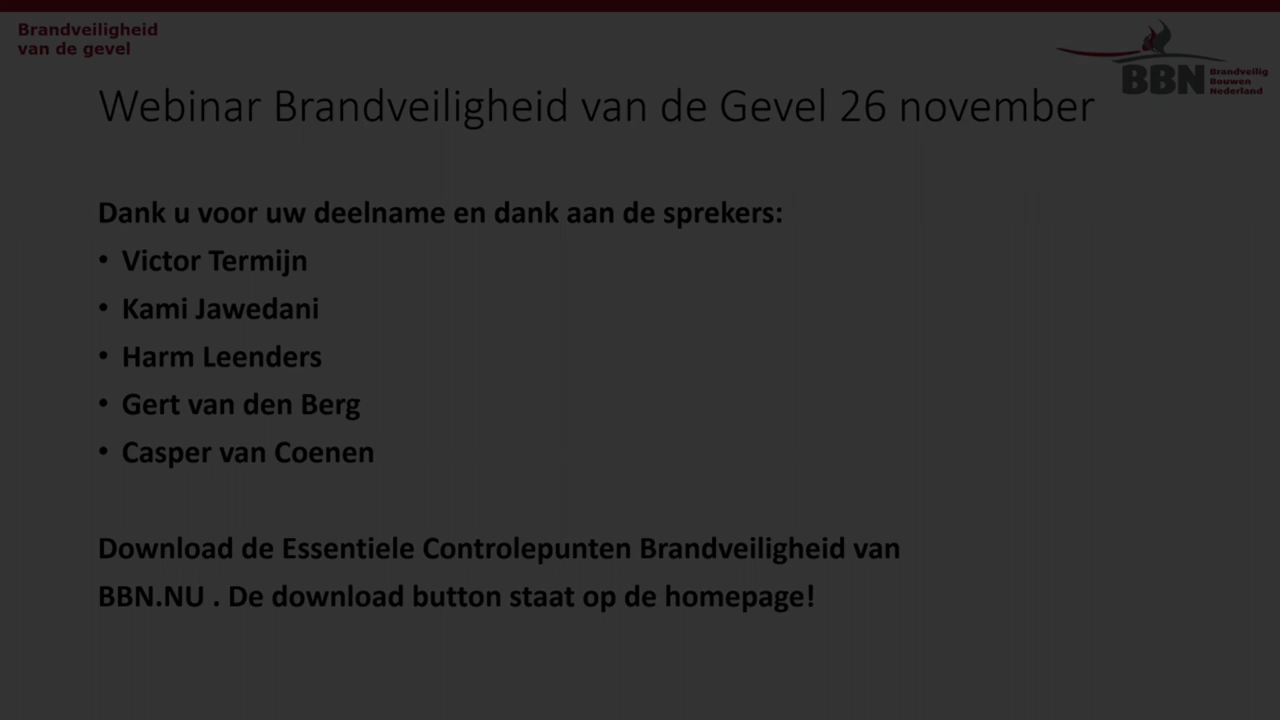 Brandveiligheid
van de gevel
BBN Brandveilig
Bouwen
Nederland
Webinar Brandveiligheid van de Gevel 26 november
Dank u voor uw deelname en dank aan de sprekers:
• Victor Termijn
• Kami Jawedani
• Harm Leenders
• Gert van den Berg
• Casper van Coenen
Download de Essentiele Controlepunten Brandveiligheid van
BBN.NU . De download button staat op de homepage!